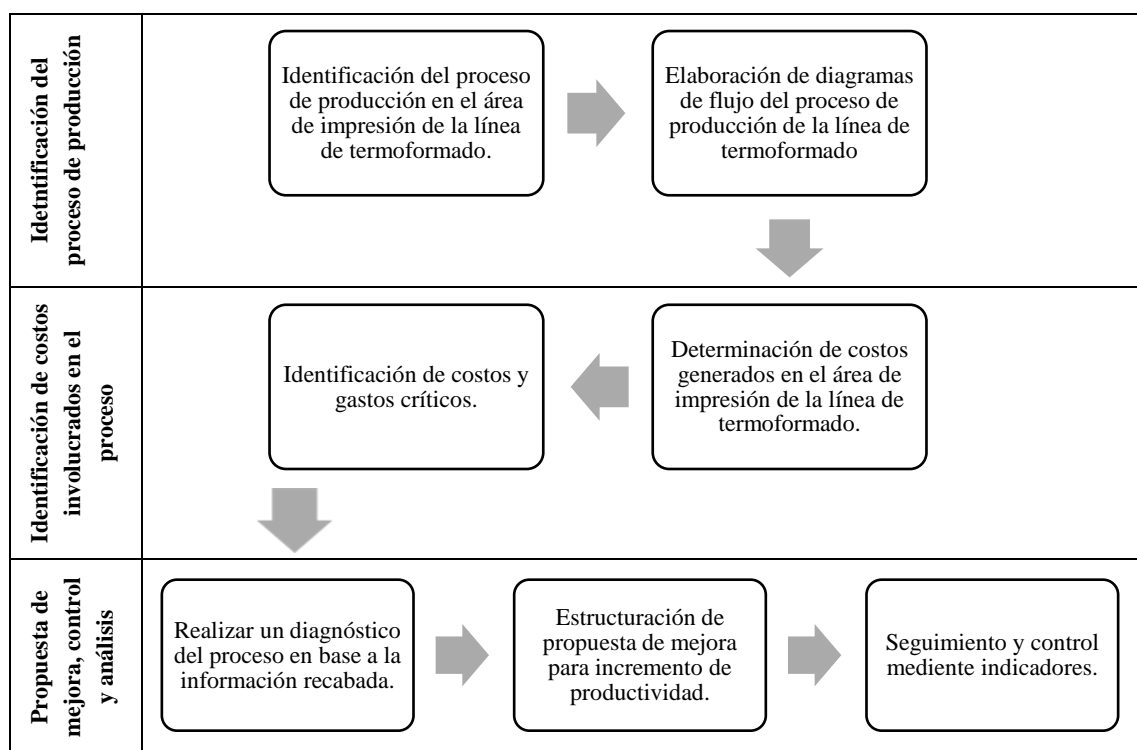 Idetntificación del
proceso de producción
Identificación del proceso
de producción en el área
de impresión de la línea
de termoformado.
Elaboración de diagramas
de flujo del proceso de
producción de la línea de
termoformado
Identificación de costos
involucrados en el
proceso
Identificación de costos y
gastos críticos.
Determinación de costos
generados en el área de
impresión de la línea de
termoformado.
Propuesta de
mejora, control
y análisis
Realizar un diagnóstico
del proceso en base a la
información recabada.
Estructuración de
propuesta de mejora
para incremento de
productividad.
Seguimiento y control
mediente indicadores.